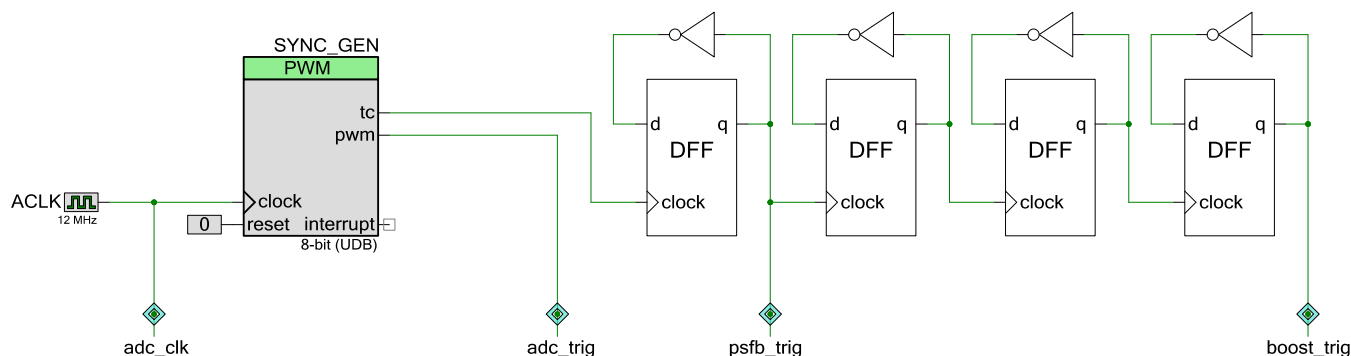 SYNC_GEN
PWM
tc
pwm
d
q
DFF
clock
d
q
DFF
clock
d
q
DFF
clock
d
q
DFF
clock
ACLK
12 MHz
clock
0
reset
interrupt
8-bit (UDB)
adc_clk
adc_trig
psfb_trig
boost_trig